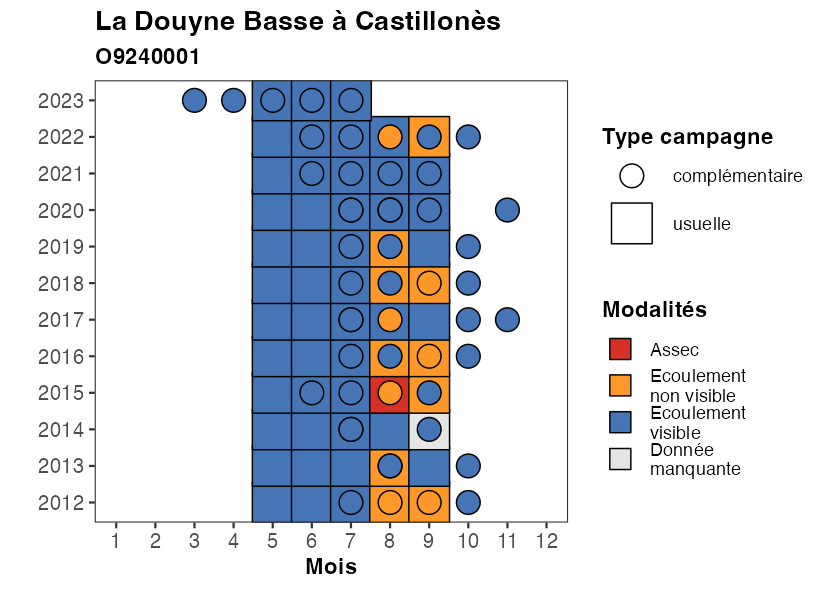 La Douyne Basse à Castillonès
O9240001
2023
2022
2021
2020
2019
2018
2017
2016
2015
2014
2013
2012
1 2 3 4 5 6 7 8 9 10 11 12
Mois
Type campagne
complémentaire
usuelle
Modalités
Assec
Ecoulement
non visible
Ecoulement
visible
Donnée
manquante